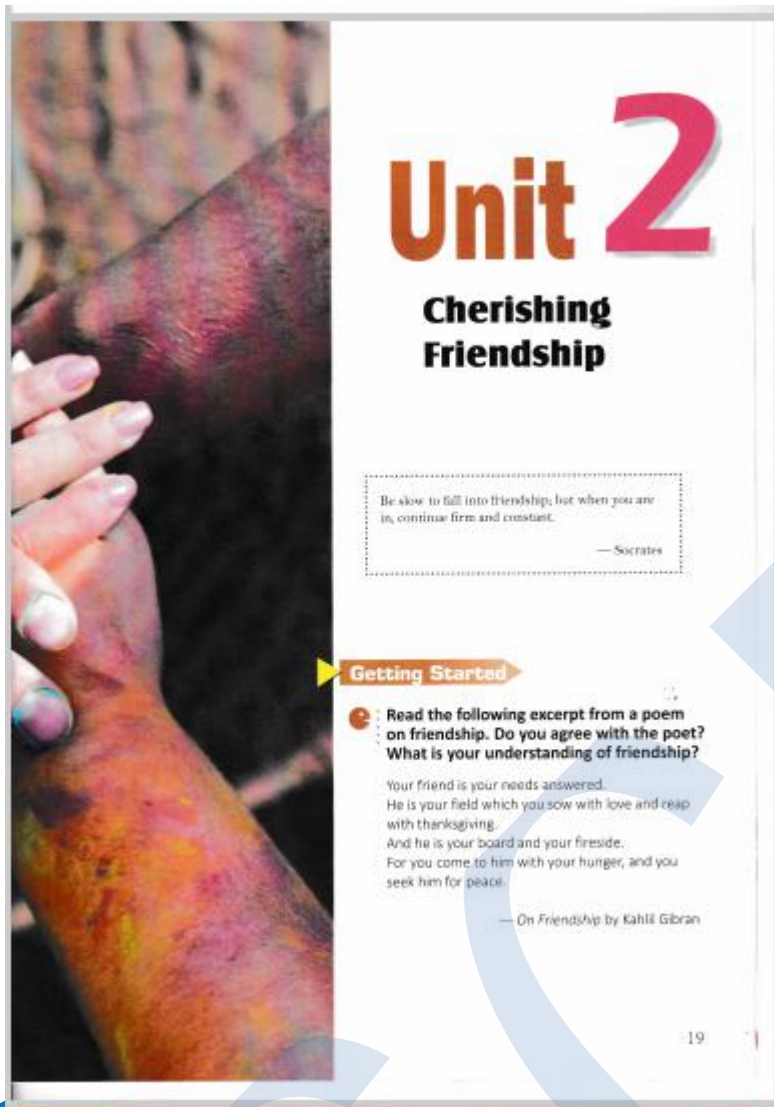 Unit 2
Cherishing
Friendship
Be slow to fall into friendship; but when you are
in, continue firm and constant.
— Socrates
Getting Started
Read the following excerpt from a poem
on friendship. Do you agree with the poet?
What is your understanding of friendship?
Your friend is your needs answered.
He is your field which you sow with love and reap
with thanksgiving.
And he is your board and your fireside.
For you come to him with your hunger, and you
seek him for peace.
— On Friendship by Kahlil Gibran
19